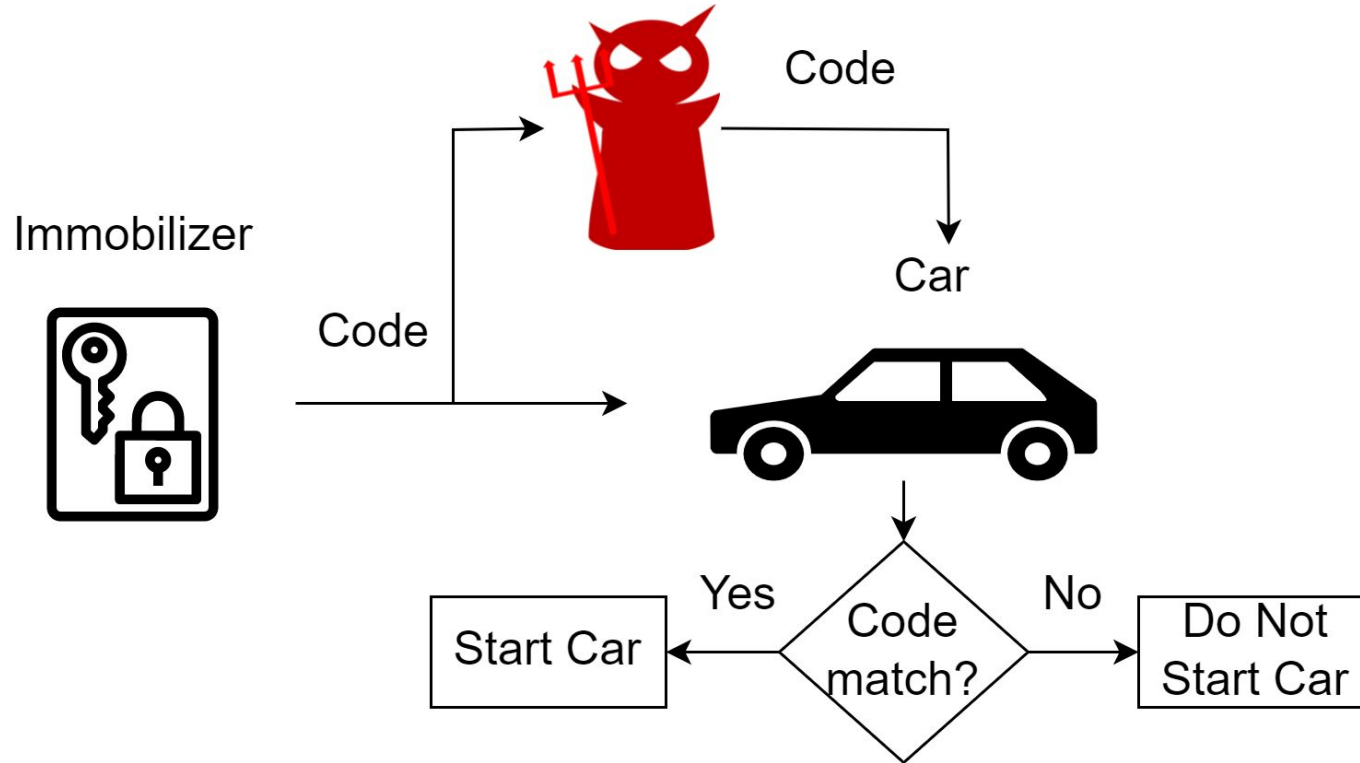 Code
Immobilizer
Car
Code
Yes
No
Code
match?
Start Car
Do Not
Start Car